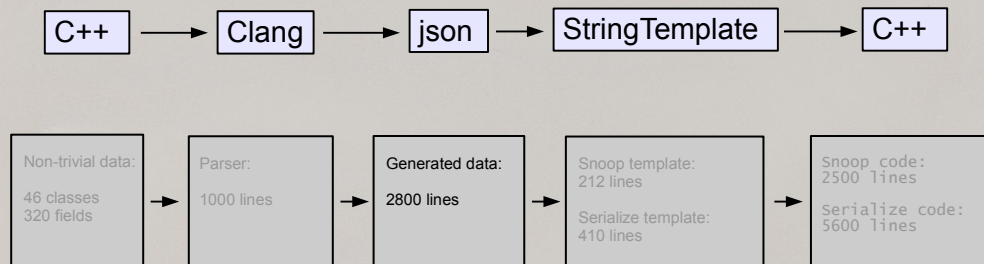 C++
Clang
json
StringTemplate
C++
Non-trivial data:
46 classes
320 fields
Parser:
1000 lines
Generated data:
2800 lines
Snoop template:
212 lines
Serialize template:
410 lines
Snoop code:
2500 lines
Serialize code:
5600 lines